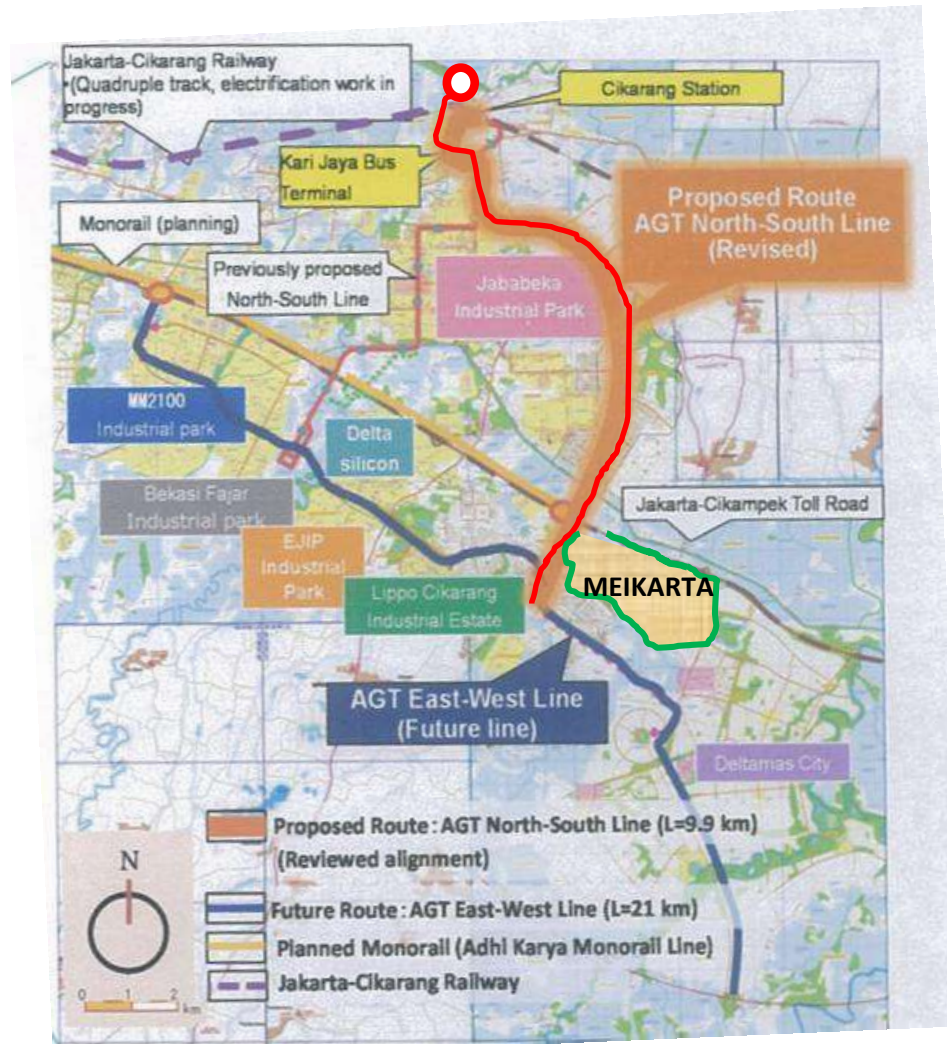 Jakarta-Cikarang Railway
•(Quadruple track, electrification work in
progress)
Cikarang Station
Kari Jaya Bus
Terminal
Proposed Route
AGT North-South Line
(Revised)
Monorail (planning)
Previously proposed
North-South Line
Jababeka
Industrial Park
MM2100
Industrial park
Delta
silicon
Bekasi Fajar
Industrial park
Jakarta-Cikampek Toll Road
EJIP
Industrial
Park
Lippo Cikarang
Industrial Estate
MEIKARTA
AGT East-West Line
(Future line)
Deltamas City
Proposed Route : AGT North-South Line (L=9.9 km)
(Reviewed alignment)
Future Route : AGT East-West Line (L=21 km)
Planned Monorail (Adhi Karya Monorail Line)
Jakarta-Cikarang Railway
N
0 1 2
km